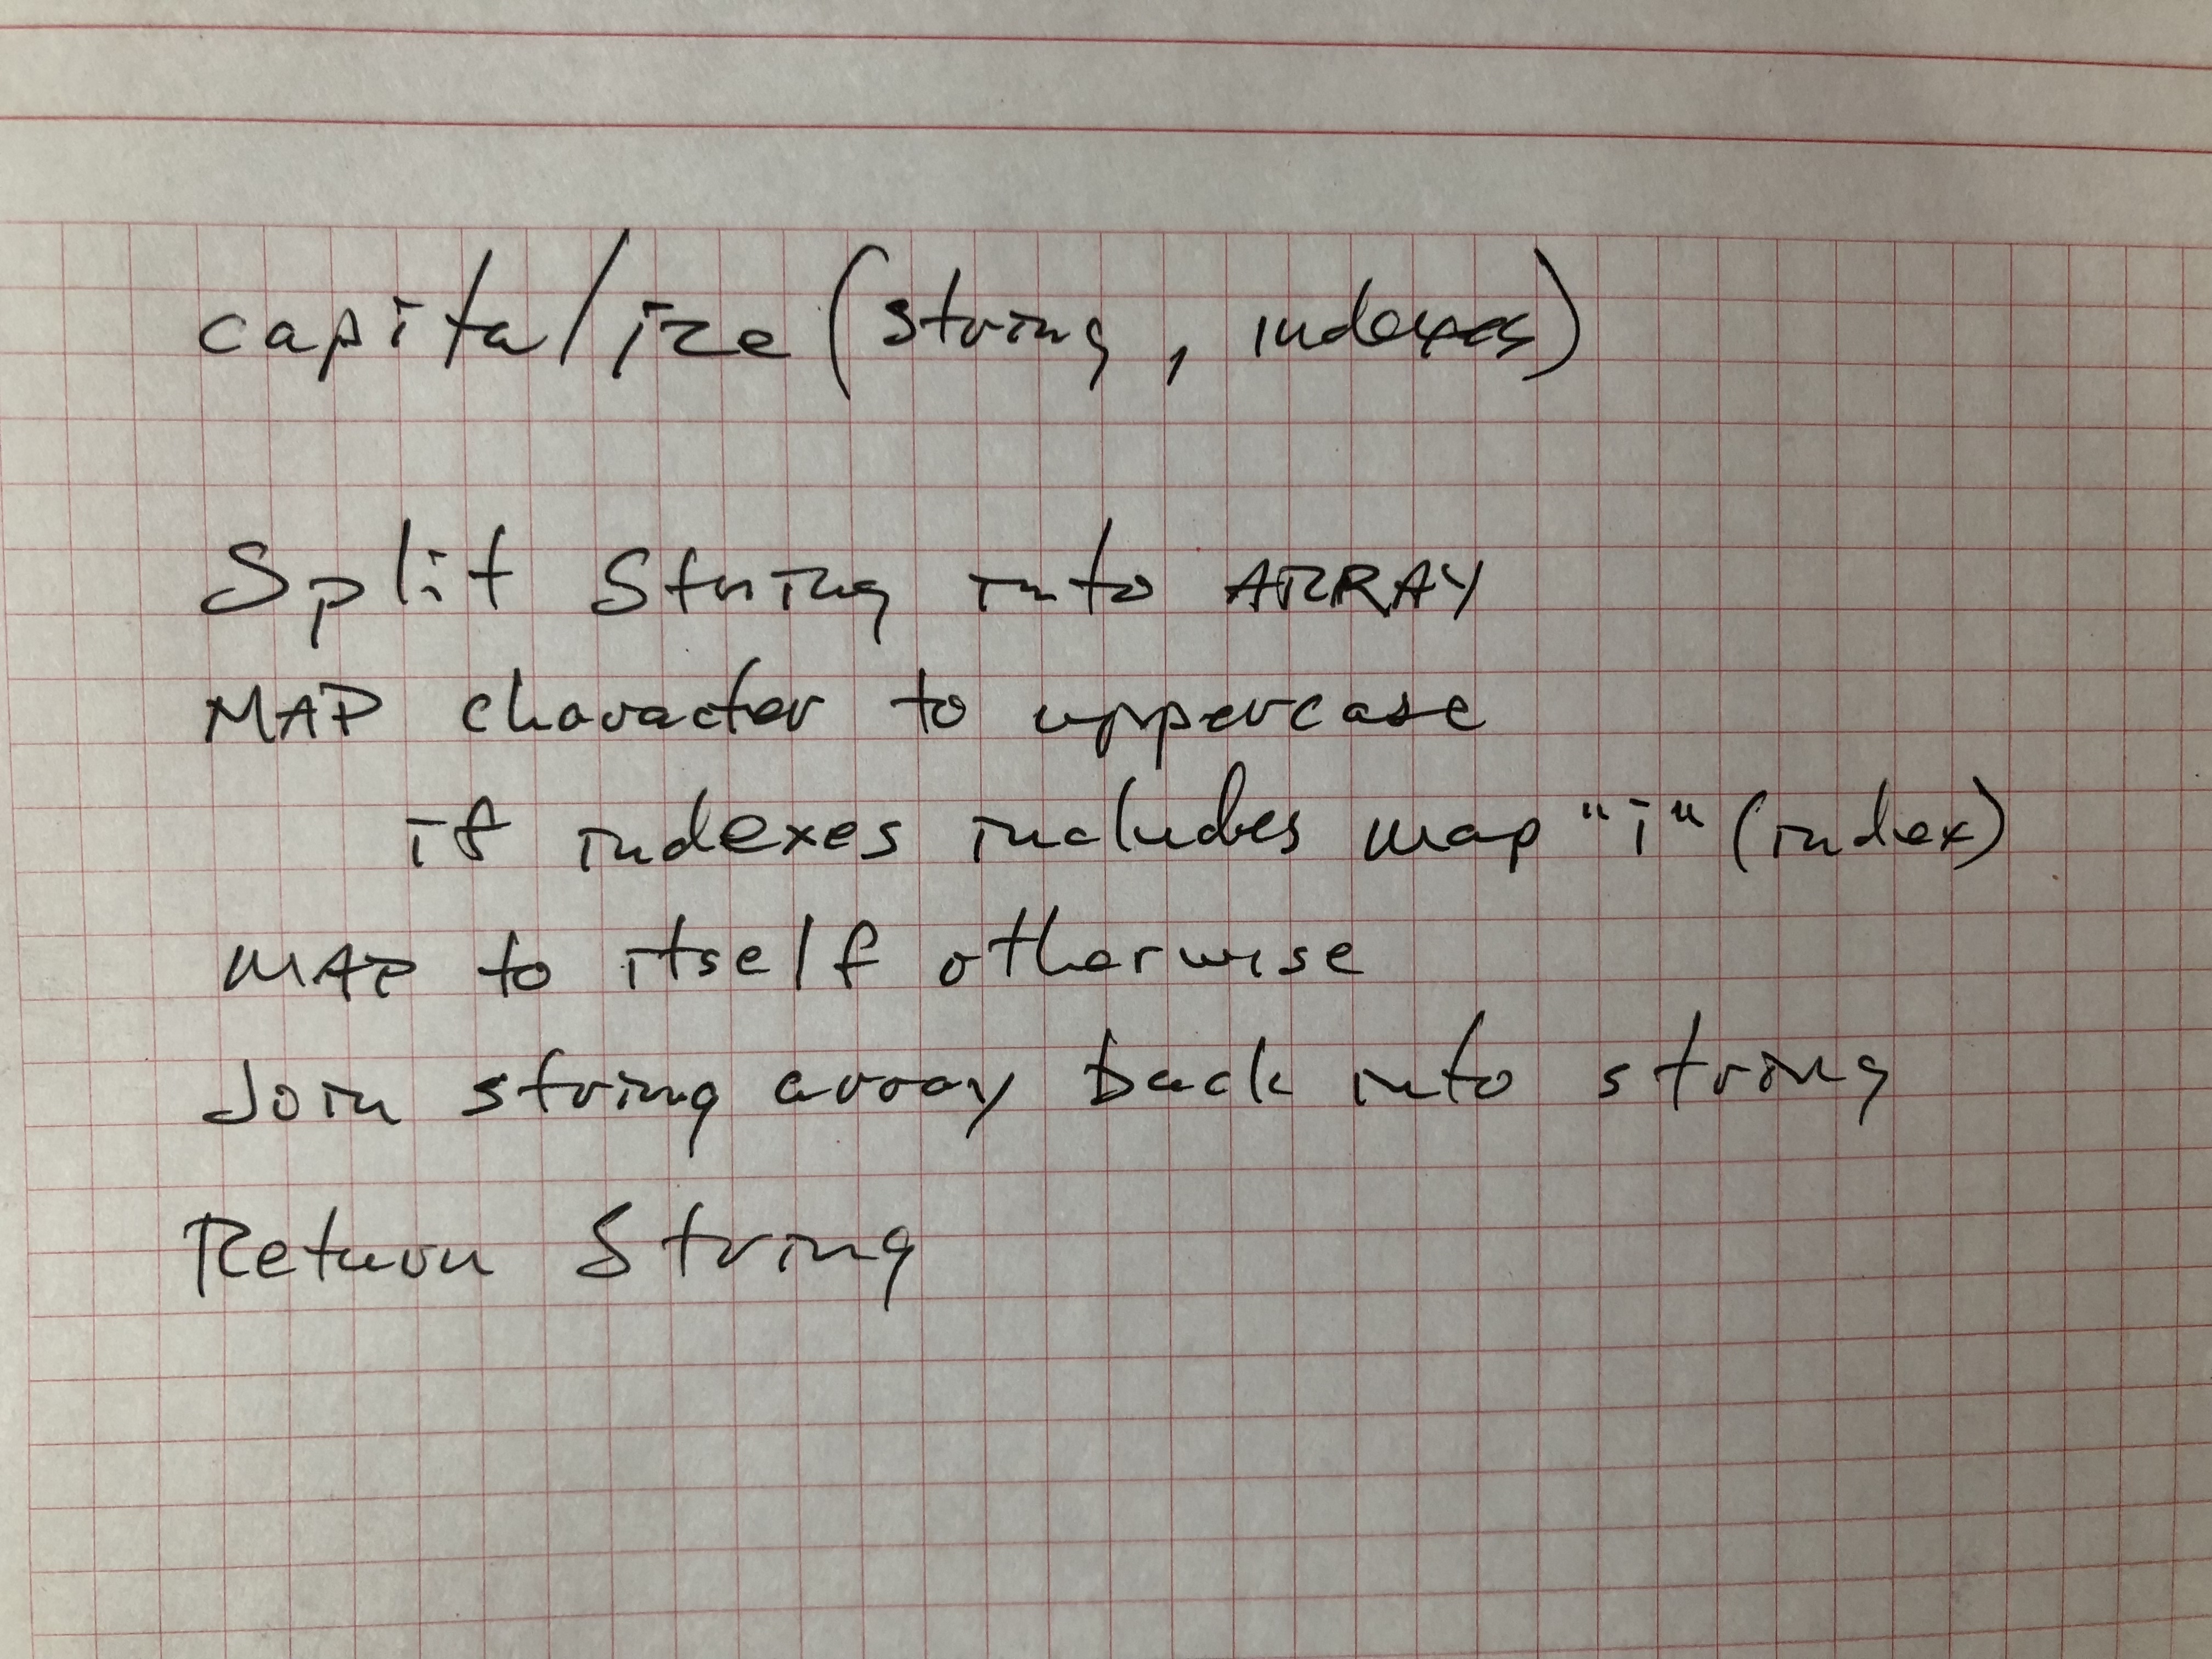 capitalize (string, indexes)
Split String into ARRAY
MAP character to uppercase
if indexes includes map "i" (index)
MAP to itself otherwise
Join string array back into string
Return String